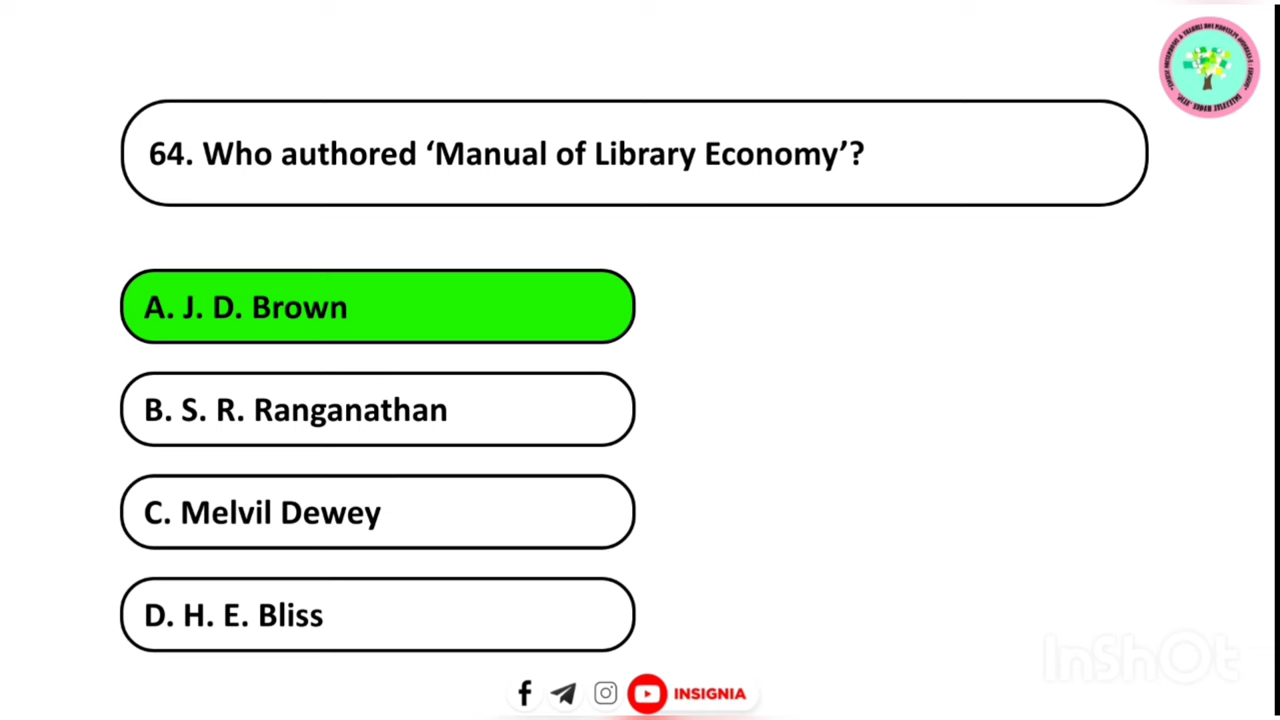 64. Who authored ‘Manual of Library Economy’?
A. J. D. Brown
B. S. R. Ranganathan
C. Melvil Dewey
D. H. E. Bliss
INSIGNIA
InShOt